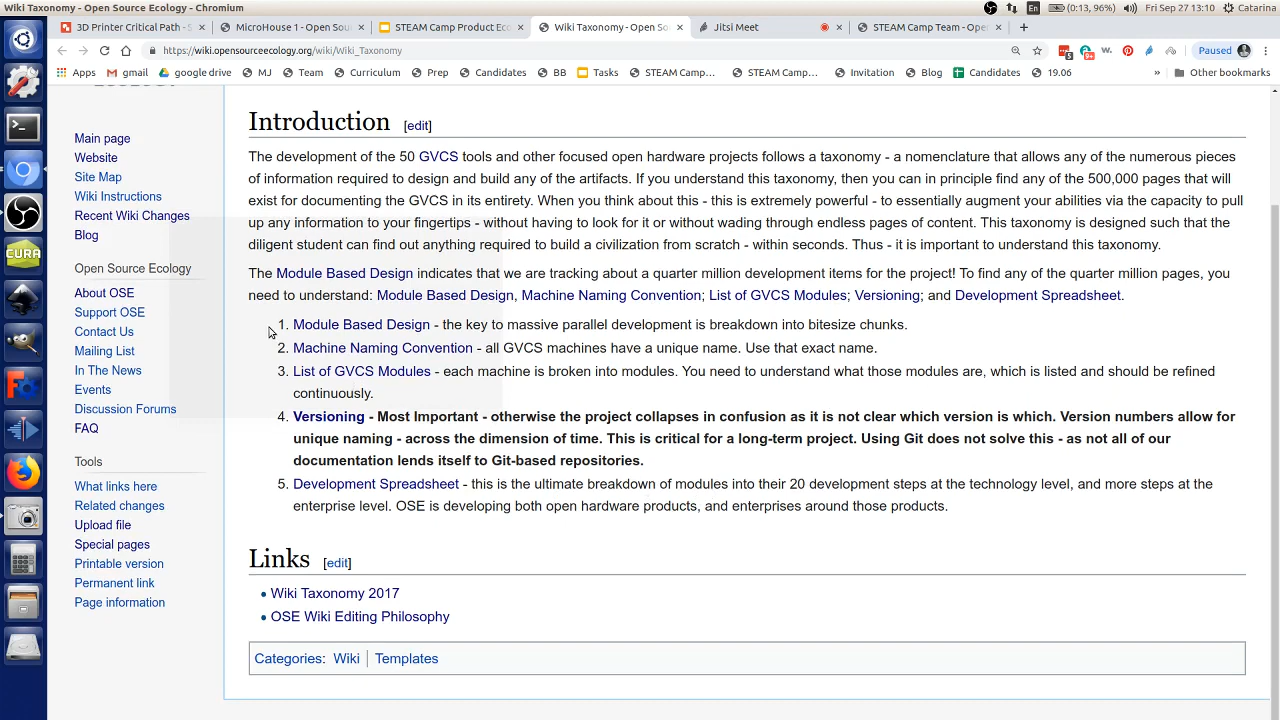 Wiki Taxonomy - Open Source Ecology - Chromium
En
(0:13, 96%)
Fri Sep 27 13:10
Catarina
3D Printer Critical Path - S
MicroHouse 1 - Open Sourc
STEAM Camp Product Ecc
Wiki Taxonomy - Open So
Jitsi Meet
STEAM Camp Team - Open
https://wiki.opensourceecology.org/wiki/Wiki_Taxonomy
Paused
Apps
gmail
google drive
MJ
Team
Curriculum
Prep
Candidates
BB
Tasks
STEAM Camp...
STEAM Camp...
Invitation
Blog
Candidates
19.06
»
Other bookmarks
Main page
Website
Site Map
Wiki Instructions
Recent Wiki Changes
Blog
Open Source Ecology
About OSE
Support OSE
Contact Us
Mailing List
In The News
Events
Discussion Forums
FAQ
Tools
What links here
Related changes
Upload file
Special pages
Printable version
Permanent link
Page information
Introduction [edit]
The development of the 50 GVCS tools and other focused open hardware projects follows a taxonomy - a nomenclature that allows any of the numerous pieces
of information required to design and build any of the artifacts. If you understand this taxonomy, then you can in principle find any of the 500,000 pages that will
exist for documenting the GVCS in its entirety. When you think about this - this is extremely powerful - to essentially augment your abilities via the capacity to pull
up any information to your fingertips - without having to look for it or without wading through endless pages of content. This taxonomy is designed such that the
diligent student can find out anything required to build a civilization from scratch - within seconds. Thus - it is important to understand this taxonomy.
The Module Based Design indicates that we are tracking about a quarter million development items for the project! To find any of the quarter million pages, you
need to understand: Module Based Design, Machine Naming Convention; List of GVCS Modules; Versioning; and Development Spreadsheet.
1. Module Based Design - the key to massive parallel development is breakdown into bitesize chunks.
2. Machine Naming Convention - all GVCS machines have a unique name. Use that exact name.
3. List of GVCS Modules - each machine is broken into modules. You need to understand what those modules are, which is listed and should be refined
continuously.
4. Versioning - Most Important - otherwise the project collapses in confusion as it is not clear which version is which. Version numbers allow for
unique naming - across the dimension of time. This is critical for a long-term project. Using Git does not solve this - as not all of our
documentation lends itself to Git-based repositories.
5. Development Spreadsheet - this is the ultimate breakdown of modules into their 20 development steps at the technology level, and more steps at the
enterprise level. OSE is developing both open hardware products, and enterprises around those products.
Links [edit]
Wiki Taxonomy 2017
OSE Wiki Editing Philosophy
Categories: Wiki | Templates
CURA